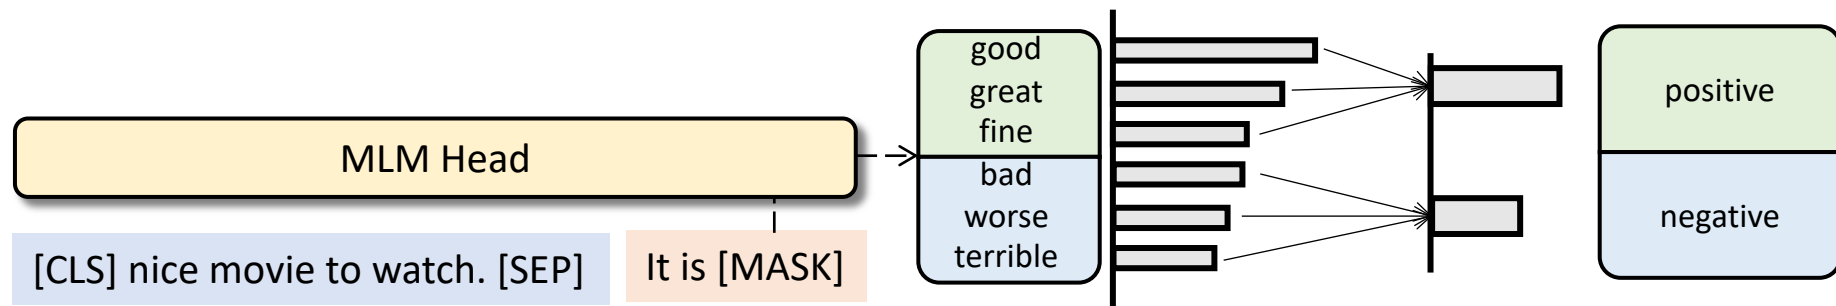 MLM Head
[CLS] nice movie to watch. [SEP]
It is [MASK]
good
great
fine
bad
worse
terrible
positive
negative